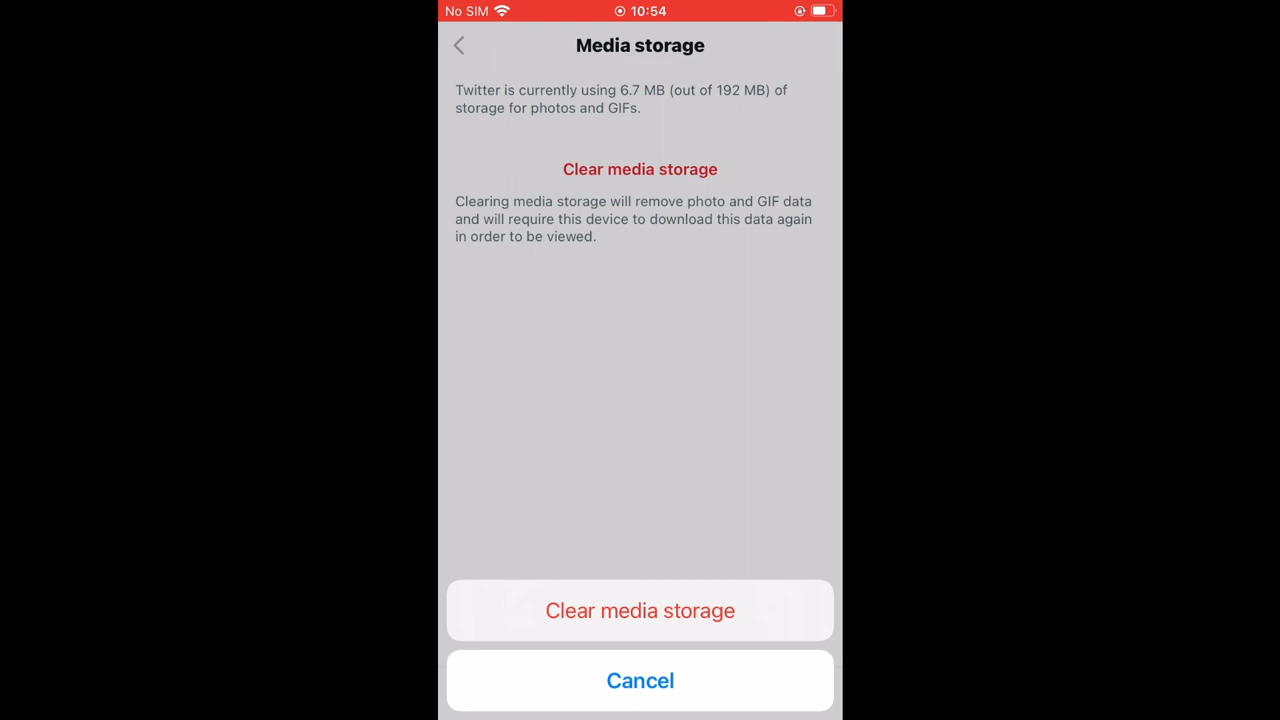 No SIM 10:54
Media storage
Twitter is currently using 6.7 MB (out of 192 MB) of
storage for photos and GIFs.
Clear media storage
Clearing media storage will remove photo and GIF data
and will require this device to download this data again
in order to be viewed.
Clear media storage
Cancel